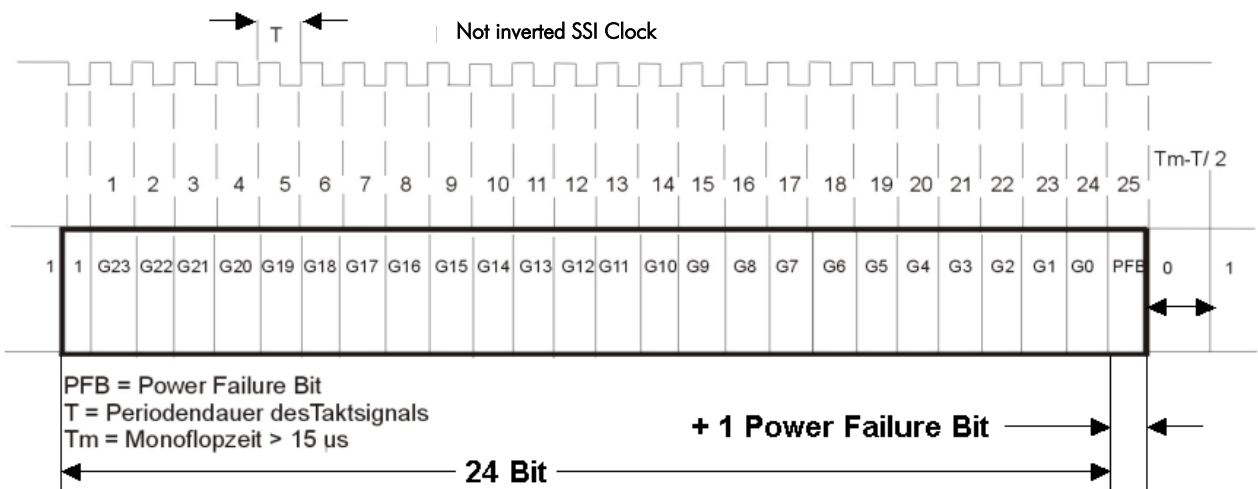 T
Not inverted SSI Clock
Tm-T/ 2
1 2 3 4 5 6 7 8 9 10 11 12 13 14 15 16 17 18 19 20 21 22 23 24 25
1 1 G23 G22 G21 G20 G19 G18 G17 G16 G15 G14 G13 G12 G11 G10 G9 G8 G7 G6 G5 G4 G3 G2 G1 G0 PFB 0 1
PFB = Power Failure Bit
T = Periodendauer desTaktsignals
Tm = Monoflopzeit > 15 us
+ 1 Power Failure Bit
24 Bit